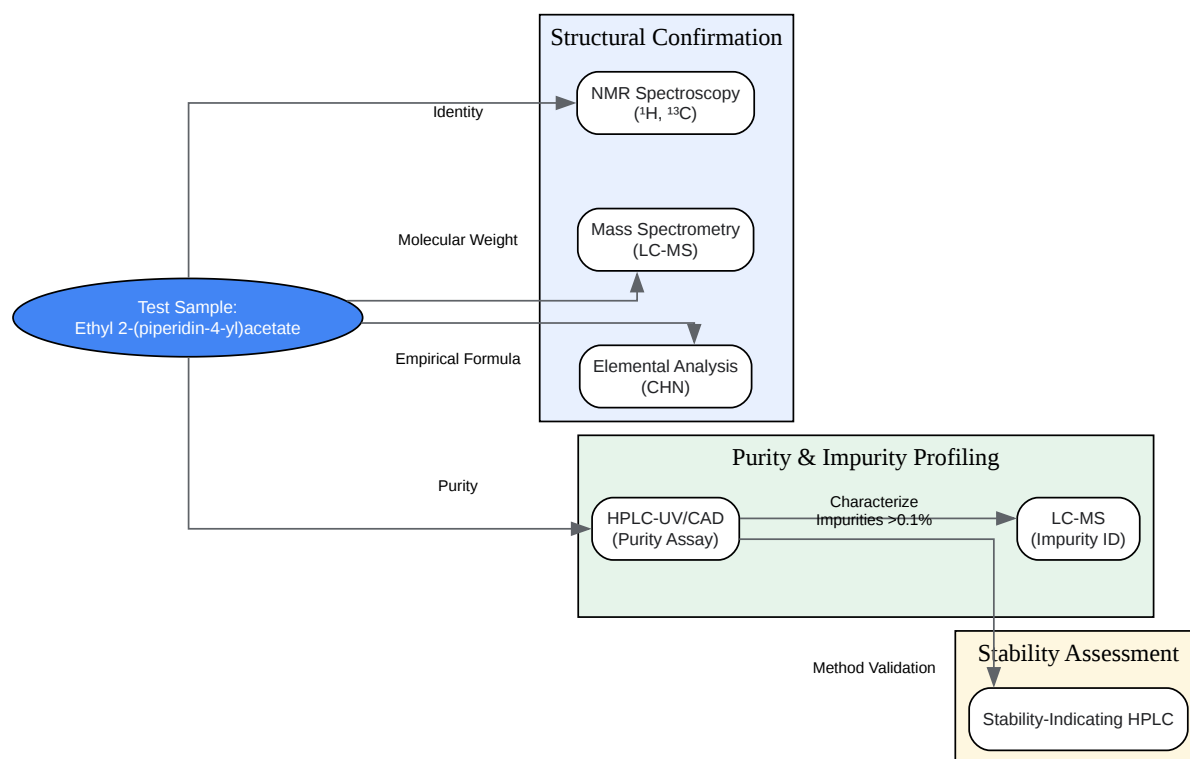 Structural Confirmation
NMR Spectroscopy
(¹H, ¹³C)
Identity
Mass Spectrometry
(LC-MS)
Molecular Weight
Test Sample:
Ethyl 2-(piperidin-4-yl)acetate
Empirical Formula
Elemental Analysis
(CHN)
Purity & Impurity Profiling
Purity
HPLC-UV/CAD
(Purity Assay)
Characterize
Impurities >0.1%
LC-MS
(Impurity ID)
Stability Assessment
Method Validation
Stability-Indicating HPLC